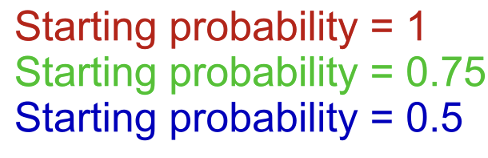 Starting probability = 1
Starting probability = 0.75
Starting probability = 0.5